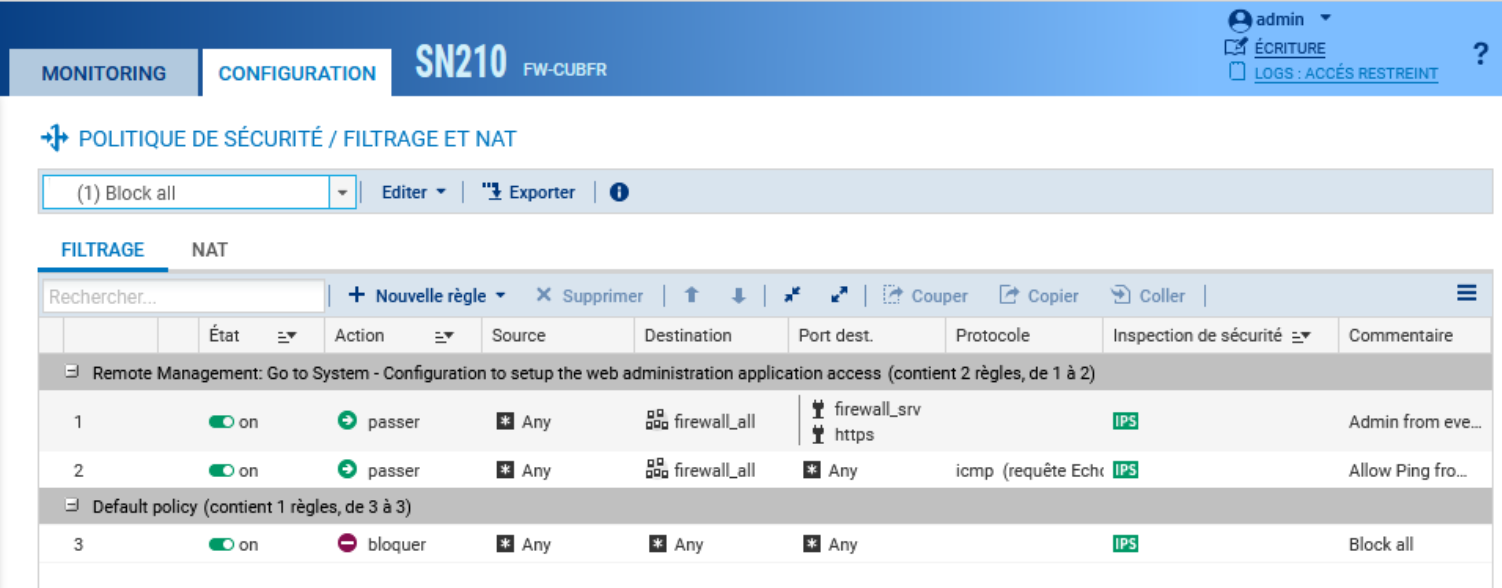 admin
MONITORING CONFIGURATION SN210 FW-CUBFR ÉCRITURE ?
LOGS : ACCÉS RESTREINT
POLITIQUE DE SÉCURITÉ / FILTRAGE ET NAT
(1) Block all Editer Exporter
FILTRAGE NAT
Rechercher... + Nouvelle règle Supprimer Couper Copier Coller
État Action Source Destination Port dest. Protocole Inspection de sécurité Commentaire
Remote Management: Go to System - Configuration to setup the web administration application access (contient 2 règles, de 1 à 2)
1 on passer Any firewall_all firewall_srv IPS Admin from eve...
https
2 on passer Any firewall_all Any icmp (requête Echo IPS Allow Ping fro...
Default policy (contient 1 règles, de 3 à 3)
3 on bloquer Any Any Any IPS Block all